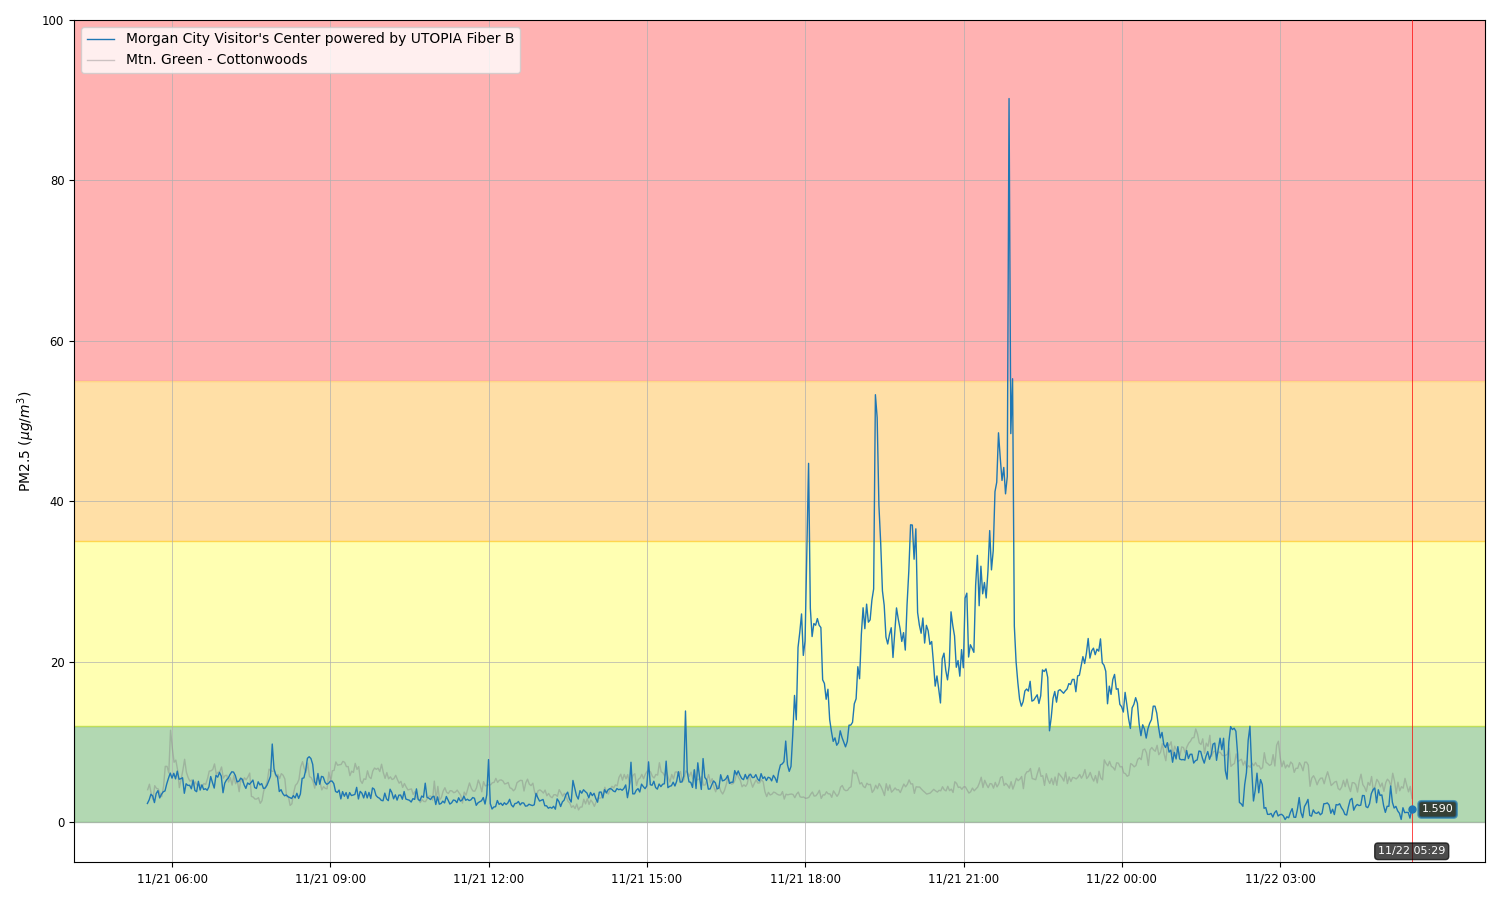 100
Morgan City Visitor's Center powered by UTOPIA Fiber B
Mtn. Green - Cottonwoods
80
60
40
20
0
PM2.5 (μg/m³)
1.590
11/22 05:29
11/21 06:00 11/21 09:00 11/21 12:00 11/21 15:00 11/21 18:00 11/21 21:00 11/22 00:00 11/22 03:00